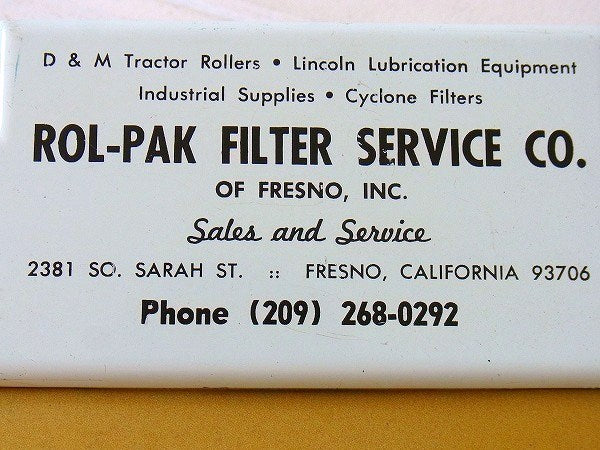 D & M Tractor Rollers • Lincoln Lubrication Equipment
Industrial Supplies • Cyclone Filters
ROL-PAK FILTER SERVICE CO.
OF FRESNO, INC.
Sales and Service
2381 SO. SARAH ST. :: FRESNO, CALIFORNIA 93706
Phone (209) 268-0292